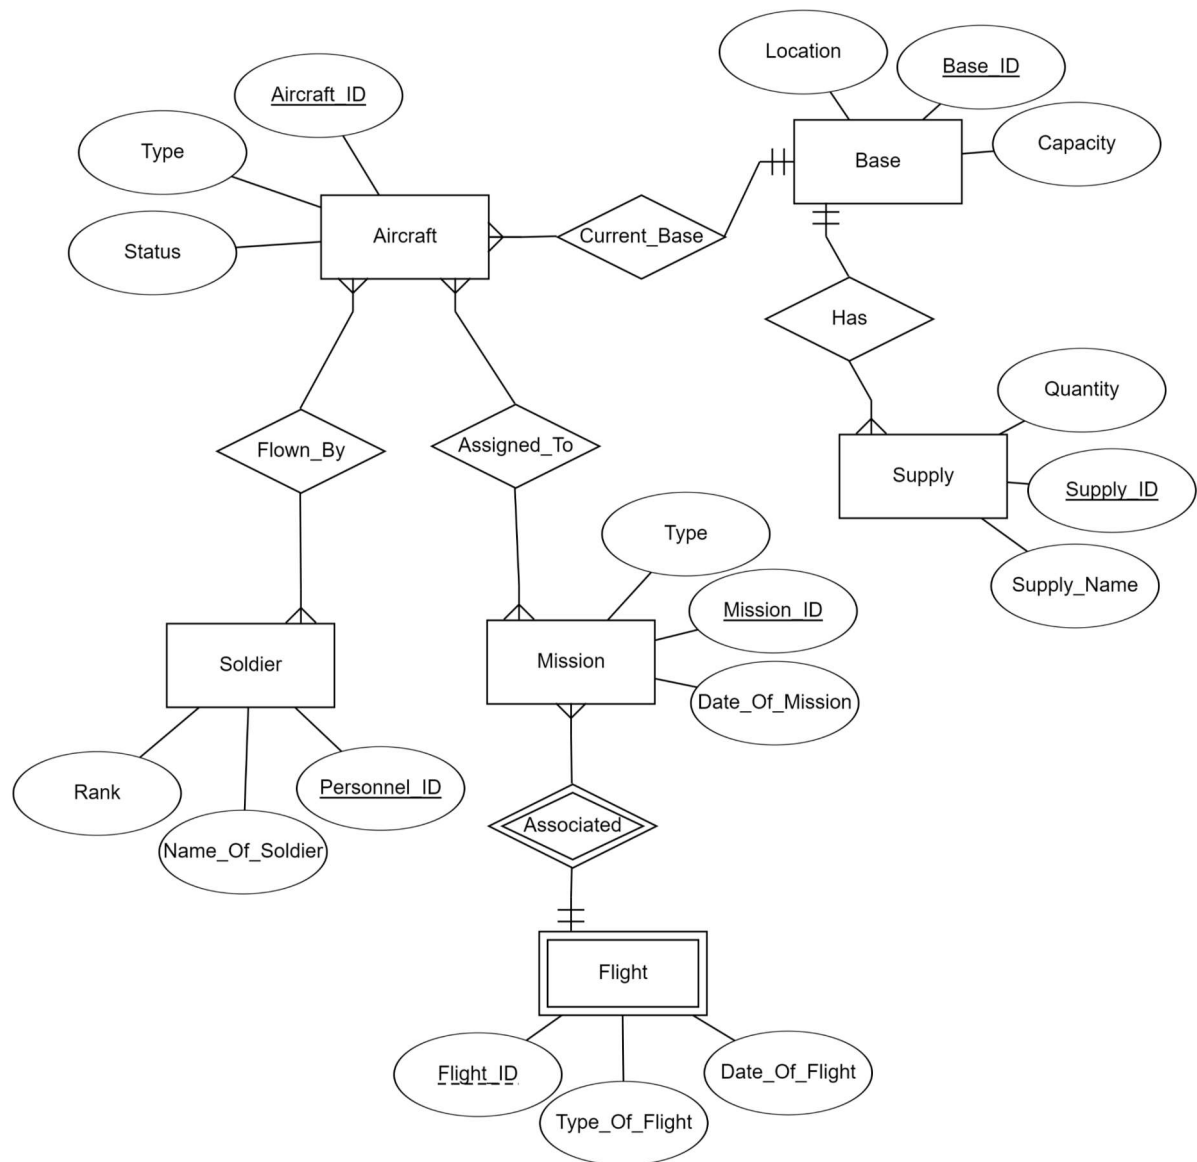 Location
Base_ID
Aircraft_ID
Type
Capacity
Base
Aircraft
Current_Base
Status
Has
Quantity
Flown_By
Assigned_To
Supply
Supply_ID
Type
Supply_Name
Mission_ID
Soldier
Mission
Date_Of_Mission
Rank
Personnel_ID
Name_Of_Soldier
Associated
Flight
Flight_ID
Date_Of_Flight
Type_Of_Flight